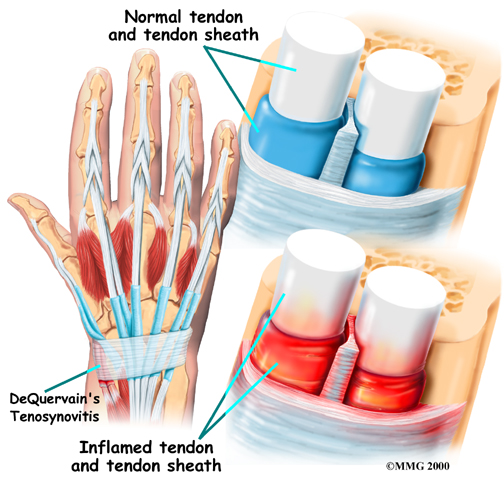 Normal tendon
and tendon sheath
DeQuervain's
Tenosynovitis
Inflamed tendon
and tendon sheath
©MMG 2000